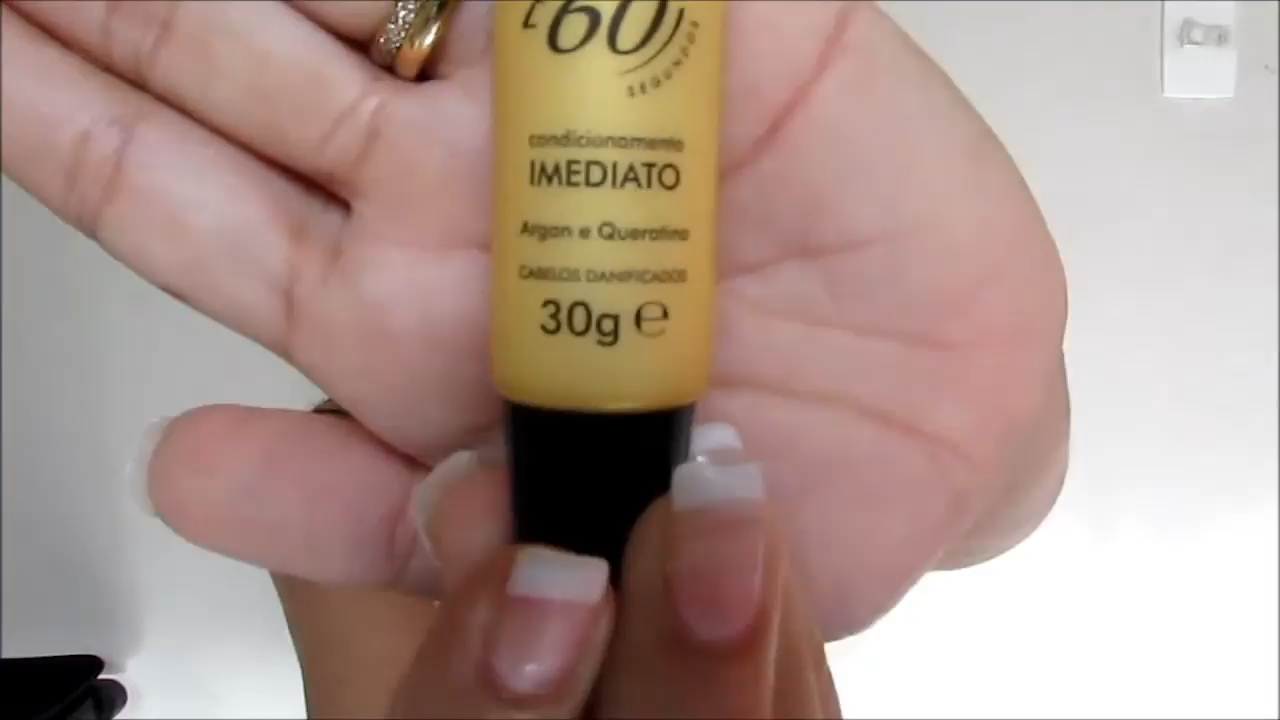 60
SEGUNDOS
condicionamento
IMEDIATO
Argan e Queratina
CABELOS DANIFICADOS
30g ℮